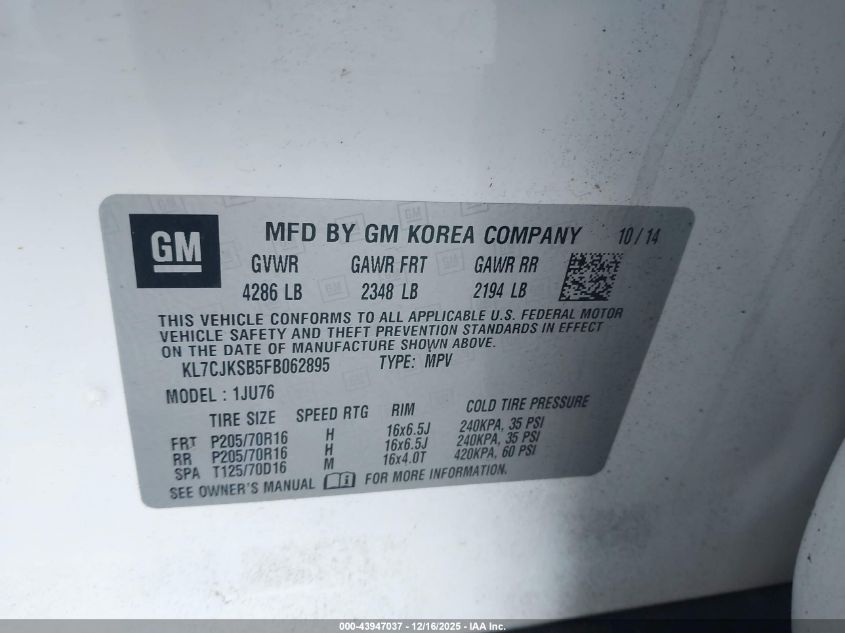 GM MFD BY GM KOREA COMPANY 10/14
GVWR GAWR FRT GAWR RR
4286 LB 2348 LB 2194 LB
THIS VEHICLE CONFORMS TO ALL APPLICABLE U.S. FEDERAL MOTOR
VEHICLE SAFETY AND THEFT PREVENTION STANDARDS IN EFFECT
ON THE DATE OF MANUFACTURE SHOWN ABOVE.
KL7CJKSB5FB062895 TYPE: MPV
MODEL: 1JU76
TIRE SIZE SPEED RTG RIM COLD TIRE PRESSURE
FRT P205/70R16 H 16x6.5J 240KPA, 35 PSI
RR P205/70R16 H 16x6.5J 240KPA, 35 PSI
SPA T125/70D16 M 16x4.0T 420KPA, 60 PSI
SEE OWNER'S MANUAL i FOR MORE INFORMATION.
000-43947037 - 12/16/2025 - IAA Inc.